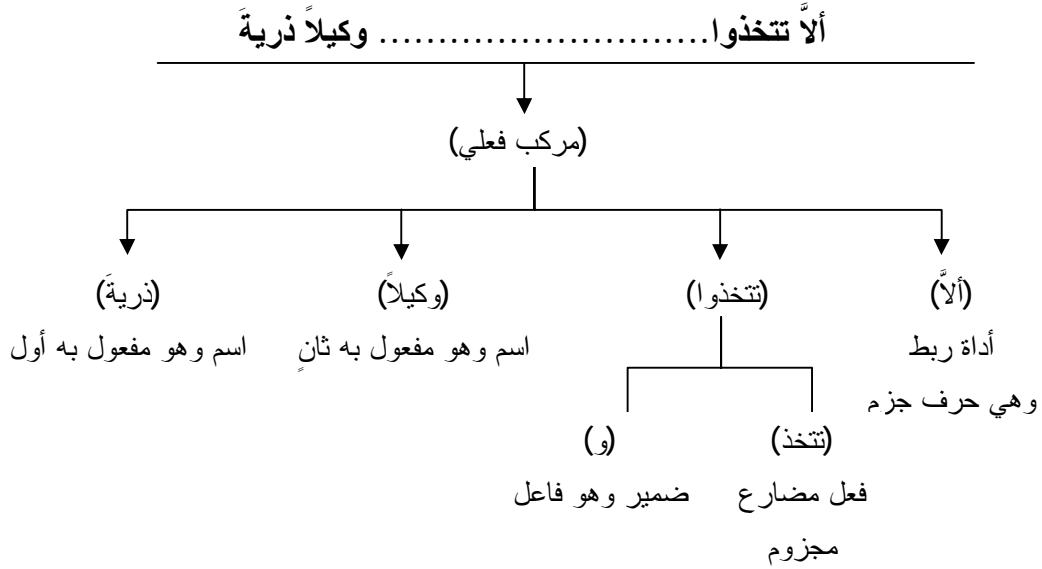 ألاَّ تتخذوا........................... وكيلاً ذريةَ
(مركب فعلي)
(ألاَّ) (تتخذوا) (وكيلاً) (ذريةَ)
أداة ربط اسم وهو مفعول به ثانٍ اسم وهو مفعول به أول
وهي حرف جزم
(تتخذ) (و)
فعل مضارع ضمير وهو فاعل
مجزوم